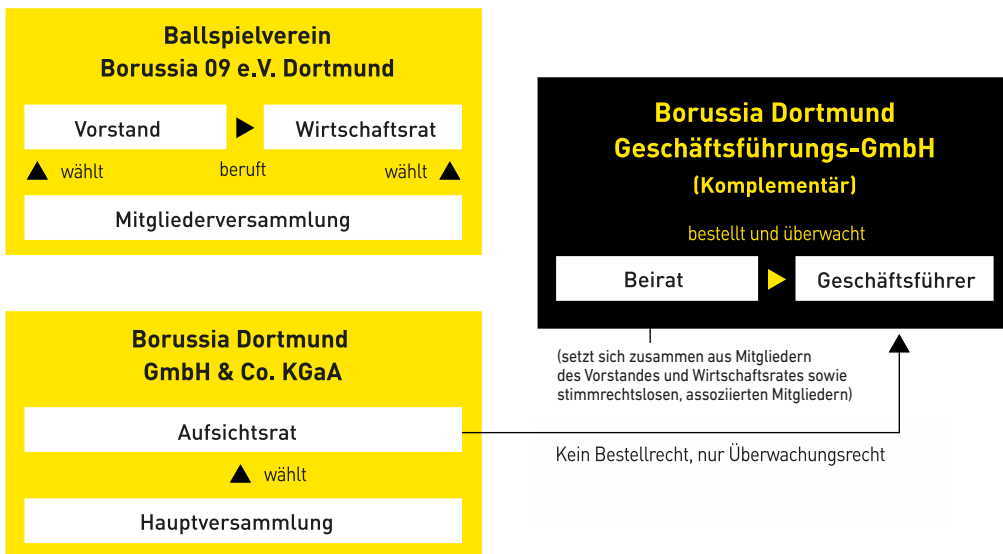 Ballspielverein
Borussia 09 e.V. Dortmund
Vorstand
Wirtschaftsrat
wählt
beruft
wählt
Mitgliederversammlung
Borussia Dortmund
Geschäftsführungs-GmbH
(Komplementär)
bestellt und überwacht
Beirat
Geschäftsführer
(setzt sich zusammen aus Mitgliedern
des Vorstandes und Wirtschaftsrates sowie
stimmrechtslosen, assoziierten Mitgliedern)
Borussia Dortmund
GmbH & Co. KGaA
Aufsichtsrat
Kein Bestellrecht, nur Überwachungsrecht
wählt
Hauptversammlung